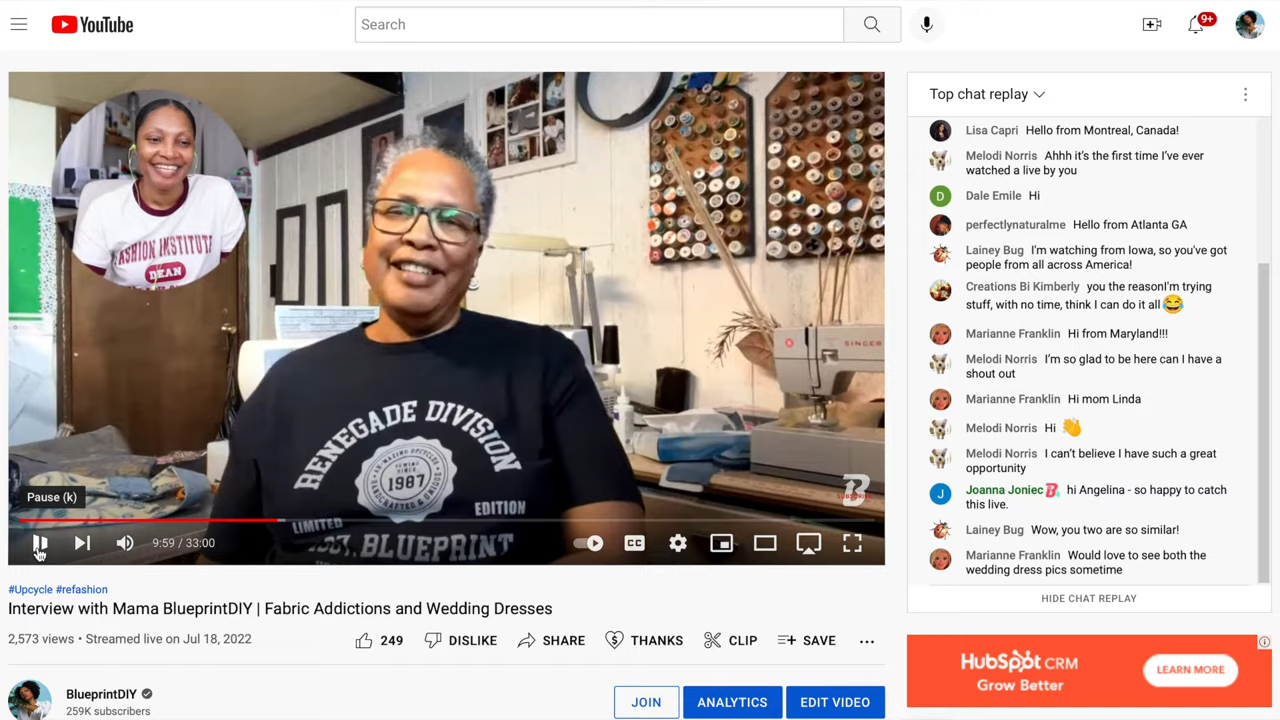 YouTube
Search
9+
FASHION INSTITUTE
DEAN
SINGER
RENEGADE DIVISION
AMAZING UPCYCLED
SEWING
SINCE
1987
EDITION
LIMITED
EST. BLUEPRINT
SUBSCRIBE
Pause (k)
9:59 / 33:00
CC
#Upcycle #refashion
Interview with Mama BlueprintDIY | Fabric Addictions and Wedding Dresses
2,573 views • Streamed live on Jul 18, 2022
249
DISLIKE
SHARE
THANKS
CLIP
SAVE
BlueprintDIY
259K subscribers
JOIN
ANALYTICS
EDIT VIDEO
Top chat replay
Lisa Capri Hello from Montreal, Canada!
Melodi Norris Ahhh it's the first time I've ever
watched a live by you
D
Dale Emile Hi
perfectlynaturalme Hello from Atlanta GA
Lainey Bug I'm watching from Iowa, so you've got
people from all across America!
Creations Bi Kimberly you the reasonI'm trying
stuff, with no time, think I can do it all 😂
Marianne Franklin Hi from Maryland!!!
Melodi Norris I'm so glad to be here can I have a
shout out
Marianne Franklin Hi mom Linda
Melodi Norris Hi 👋
Melodi Norris I can't believe I have such a great
opportunity
J
Joanna Joniec B hi Angelina - so happy to catch
this live.
Lainey Bug Wow, you two are so similar!
Marianne Franklin Would love to see both the
wedding dress pics sometime
HIDE CHAT REPLAY
HubSpot CRM
Grow Better
LEARN MORE